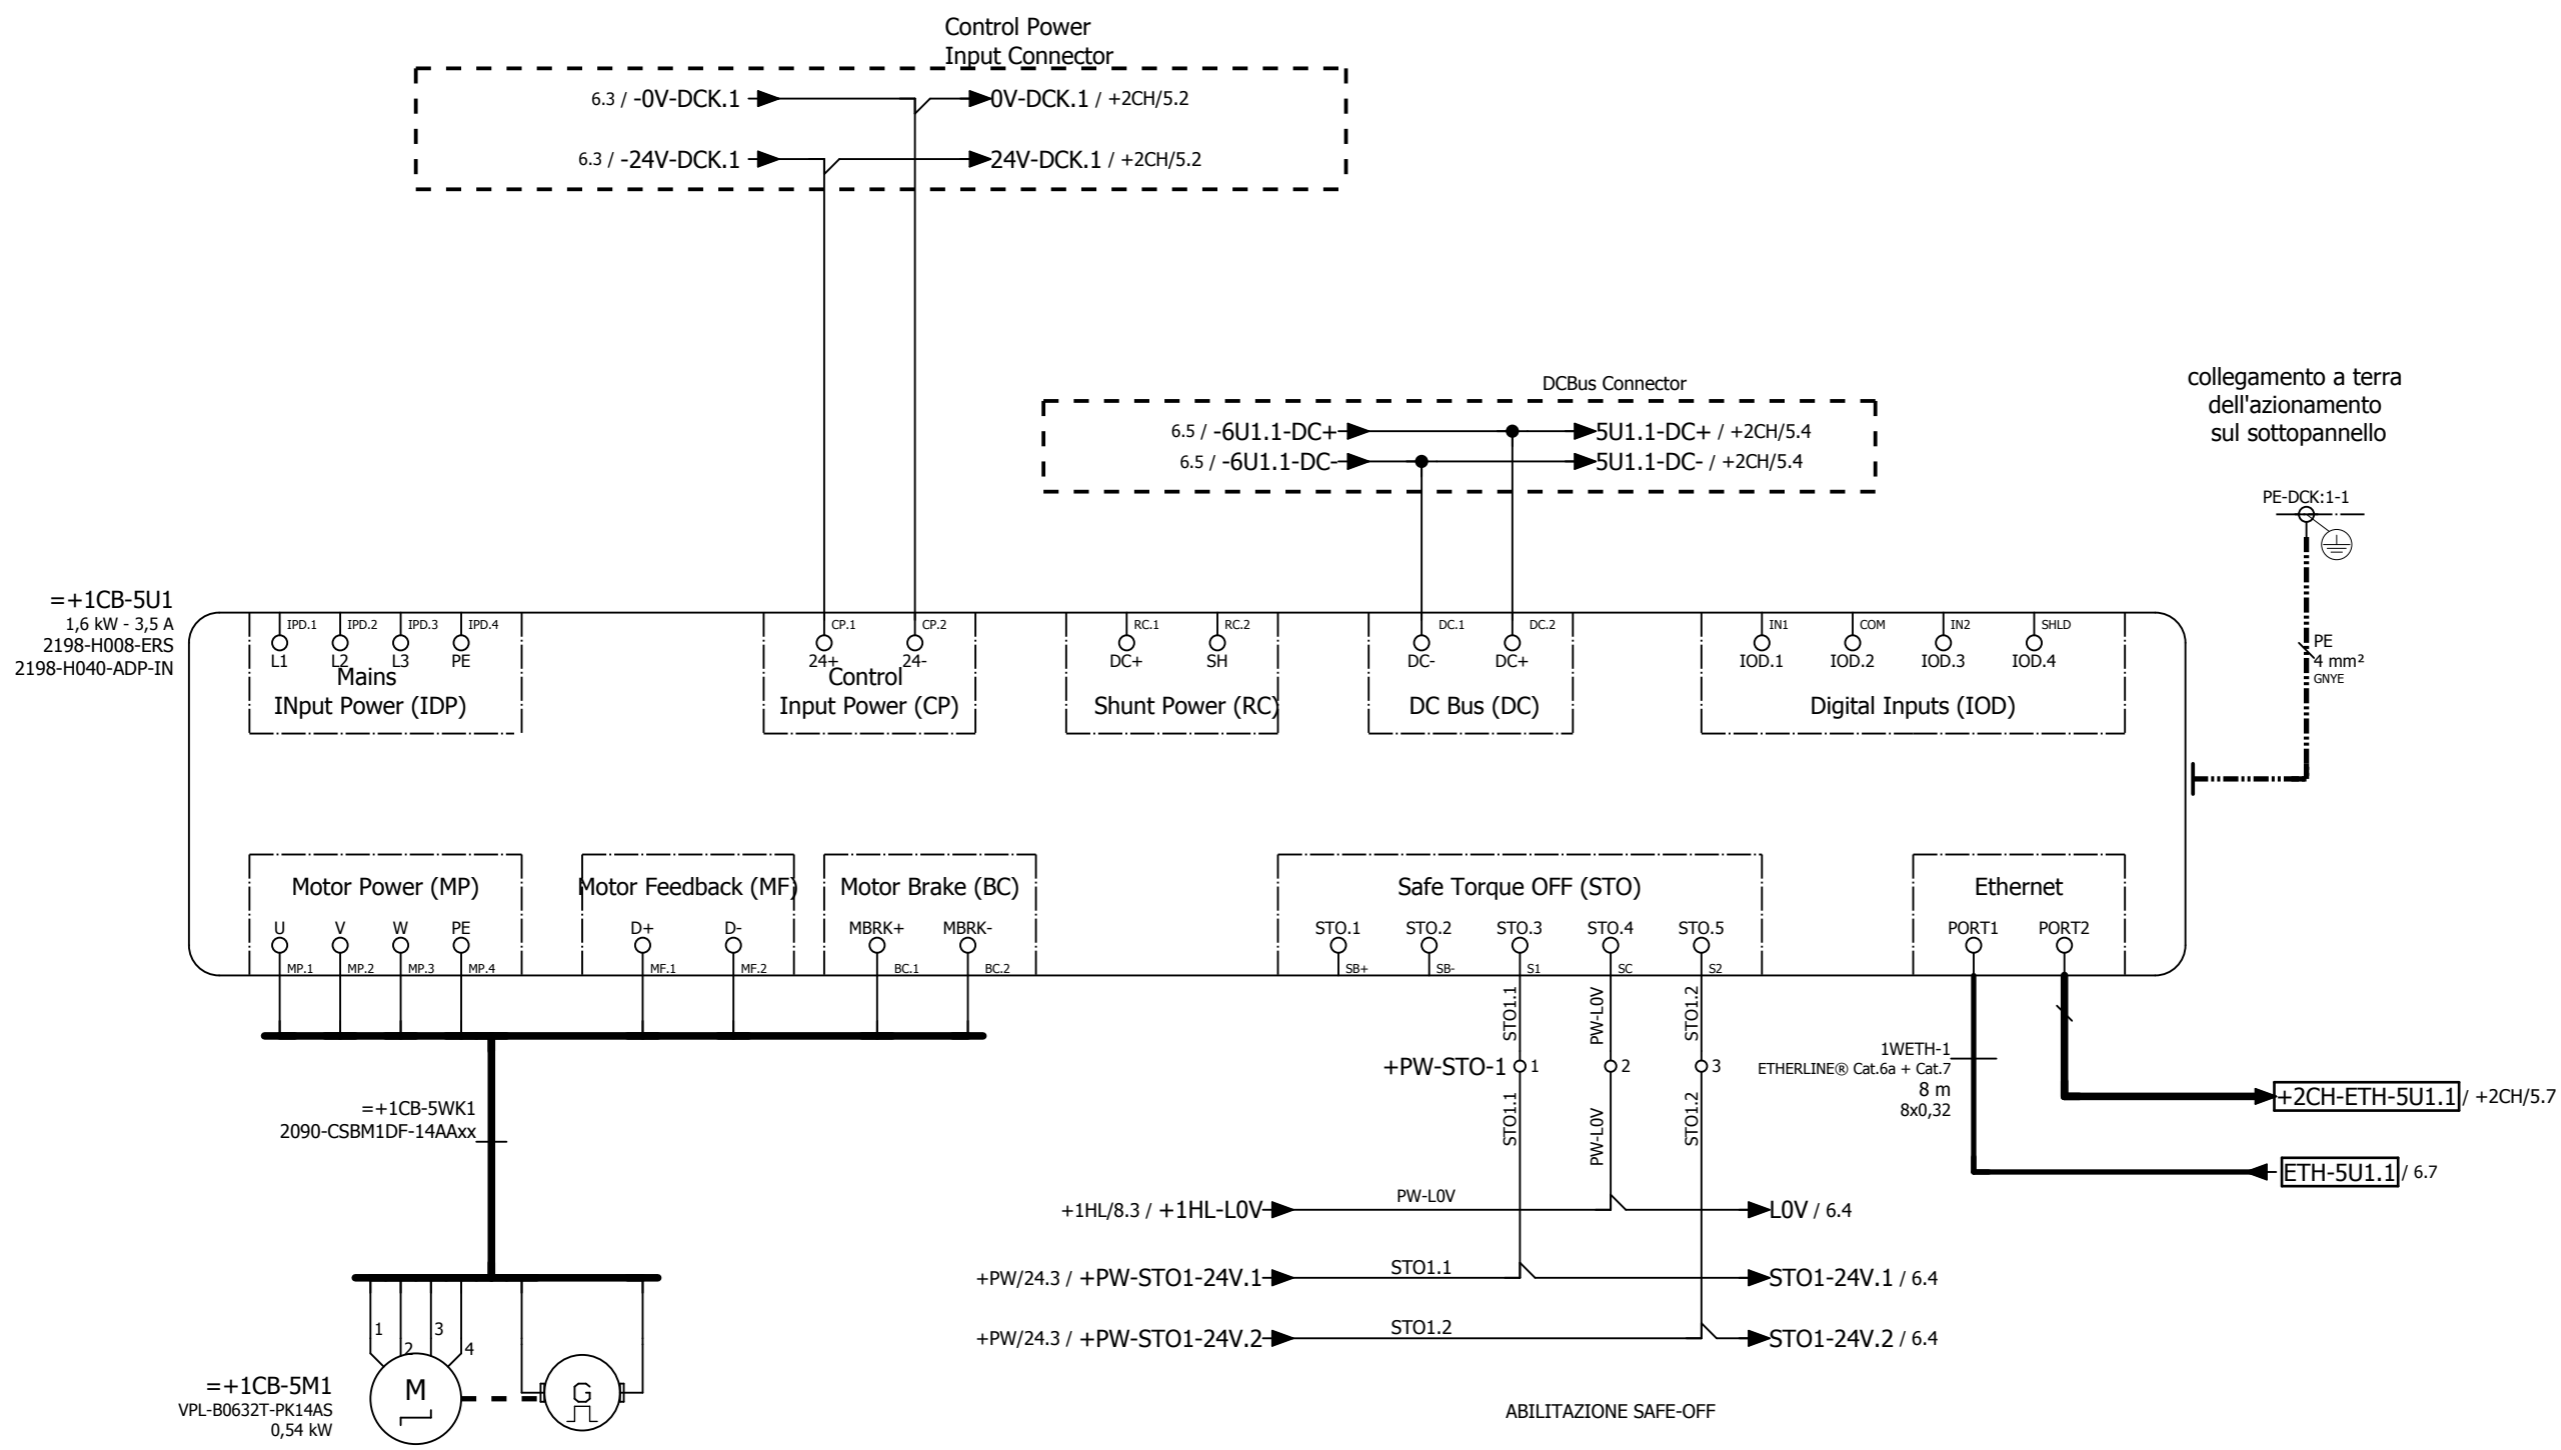 Control Power
Input Connector
6.3 / -0V-DCK.1
0V-DCK.1 / +2CH/5.2
6.3 / -24V-DCK.1
24V-DCK.1 / +2CH/5.2
DCBus Connector
6.5 / -6U1.1-DC+
5U1.1-DC+ / +2CH/5.4
6.5 / -6U1.1-DC-
5U1.1-DC- / +2CH/5.4
collegamento a terra
dell'azionamento
sul sottopannello
PE-DCK:1-1
PE
4 mm²
GNYE
=+1CB-5U1
1,6 kW - 3,5 A
2198-H008-ERS
2198-H040-ADP-IN
IPD.1 IPD.2 IPD.3 IPD.4
L1 L2 L3 PE
Mains
INput Power (IDP)
CP.1 CP.2
24+ 24-
Control
Input Power (CP)
RC.1 RC.2
DC+ SH
Shunt Power (RC)
DC.1 DC.2
DC- DC+
DC Bus (DC)
IN1 COM IN2 SHLD
IOD.1 IOD.2 IOD.3 IOD.4
Digital Inputs (IOD)
Motor Power (MP)
U V W PE
MP.1 MP.2 MP.3 MP.4
Motor Feedback (MF)
D+ D-
MF.1 MF.2
Motor Brake (BC)
MBRK+ MBRK-
BC.1 BC.2
Safe Torque OFF (STO)
STO.1 STO.2 STO.3 STO.4 STO.5
SB+ SB- S1 SC S2
Ethernet
PORT1 PORT2
STO1.1 PW-L0V STO1.2
+PW-STO-1 1 2 3
STO1.1 PW-L0V STO1.2
1WETH-1
ETHERLINE® Cat.6a + Cat.7
8 m
8x0,32
+2CH-ETH-5U1.1 / +2CH/5.7
ETH-5U1.1 / 6.7
=+1CB-5WK1
2090-CSBM1DF-14AAxx
+1HL/8.3 / +1HL-L0V
PW-L0V
L0V / 6.4
+PW/24.3 / +PW-STO1-24V.1
STO1.1
STO1-24V.1 / 6.4
+PW/24.3 / +PW-STO1-24V.2
STO1.2
STO1-24V.2 / 6.4
1 2 3 4
M
G
=+1CB-5M1
VPL-B0632T-PK14AS
0,54 kW
ABILITAZIONE SAFE-OFF